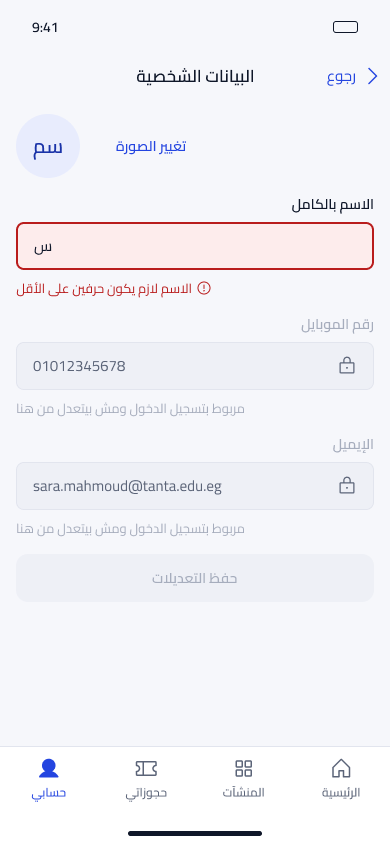 9:41
رجوع
البيانات الشخصية
سم
تغيير الصورة
الاسم بالكامل
س
الاسم لازم يكون حرفين على الأقل
رقم الموبايل
01012345678
مربوط بتسجيل الدخول ومش بيتعدل من هنا
الإيميل
sara.mahmoud@tanta.edu.eg
مربوط بتسجيل الدخول ومش بيتعدل من هنا
حفظ التعديلات
الرئيسية
المنشآت
حجوزاتي
حسابي